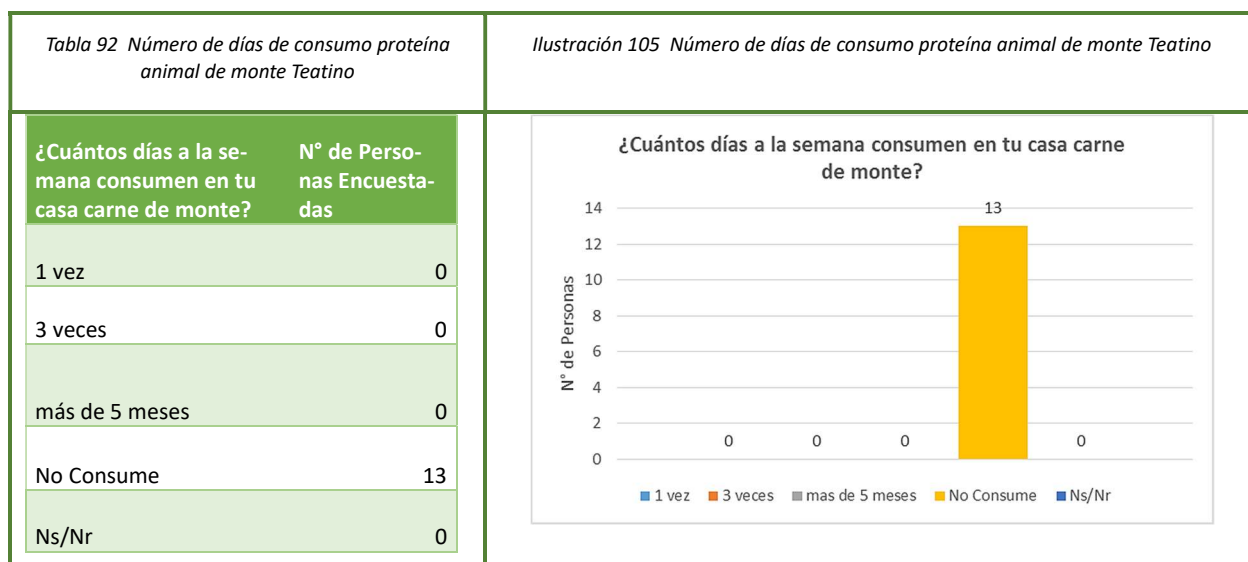 Tabla 92 Número de días de consumo proteína
animal de monte Teatino
Ilustración 105 Número de días de consumo proteína animal de monte Teatino
¿Cuántos días a la se-
mana consumen en tu
casa carne de monte?
N° de Perso-
nas Encuesta-
das
1 vez 0
3 veces 0
más de 5 meses 0
No Consume 13
Ns/Nr 0
¿Cuántos días a la semana consumen en tu casa carne
de monte?
N° de Personas
14
12
10
8
6
4
2
0
0 0 0 13 0
1 vez 3 veces mas de 5 meses No Consume Ns/Nr